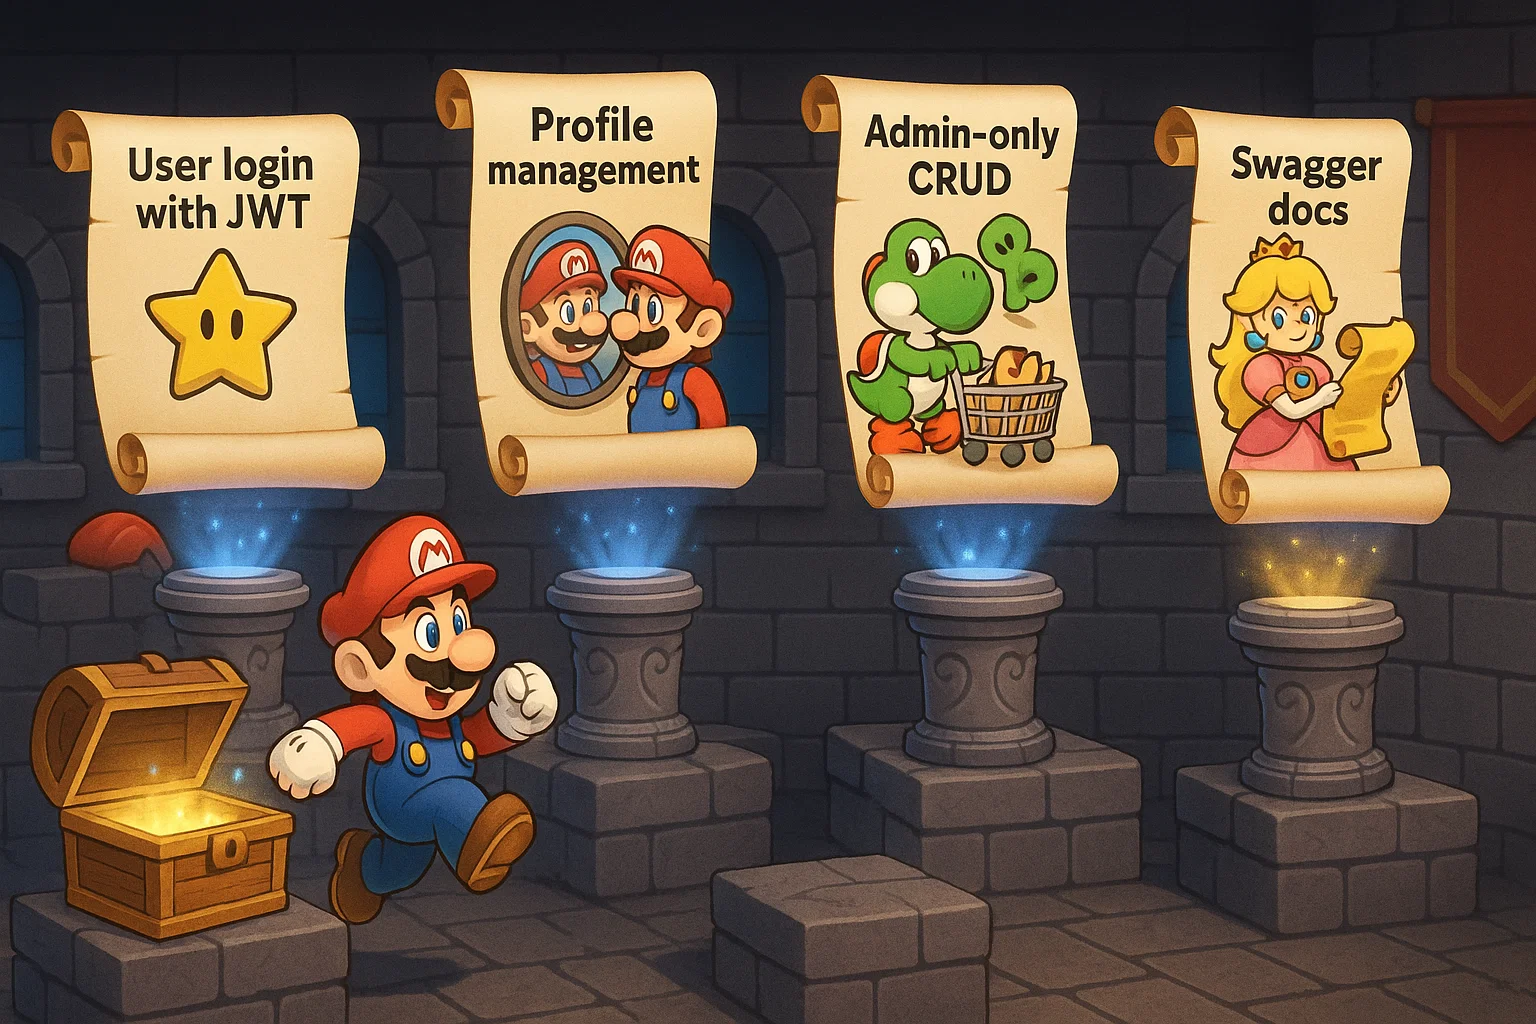 User login
with JWT
Profile
management
Admin-only
CRUD
Swagger
docs
M
M
M